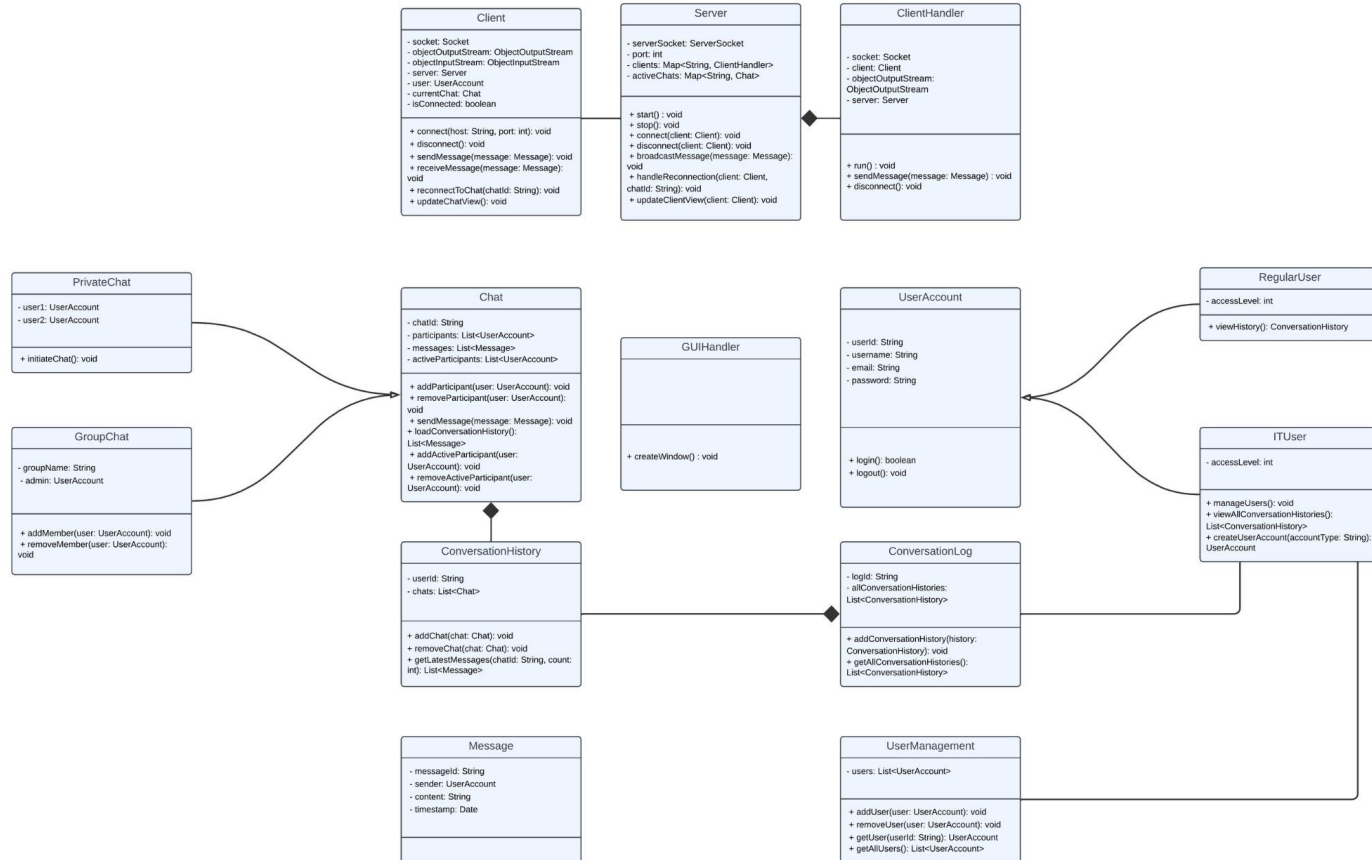 Client
- socket: Socket
- objectOutputStream: ObjectOutputStream
- objectInputStream: ObjectInputStream
- server: Server
- user: UserAccount
- currentChat: Chat
- isConnected: boolean
+ connect(host: String, port: int): void
+ disconnect(): void
+ sendMessage(message: Message): void
+ receiveMessage(message: Message):
void
+ reconnectToChat(chatId: String): void
+ updateChatView(): void
Server
- serverSocket: ServerSocket
- port: int
- clients: Map<String, ClientHandler>
- activeChats: Map<String, Chat>
+ start() : void
+ stop(): void
+ connect(client: Client): void
+ disconnect(client: Client): void
+ broadcastMessage(message: Message):
void
+ handleReconnection(client: Client,
chatId: String): void
+ updateClientView(client: Client): void
ClientHandler
- socket: Socket
- client: Client
- objectOutputStream:
ObjectOutputStream
- server: Server
+ run() : void
+ sendMessage(message: Message) : void
+ disconnect(): void
PrivateChat
- user1: UserAccount
- user2: UserAccount
+ initiateChat(): void
Chat
- chatId: String
- participants: List<UserAccount>
- messages: List<Message>
- activeParticipants: List<UserAccount>
+ addParticipant(user: UserAccount): void
+ removeParticipant(user: UserAccount):
void
+ sendMessage(message: Message): void
+ loadConversationHistory():
List<Message>
+ addActiveParticipant(user:
UserAccount): void
+ removeActiveParticipant(user:
UserAccount): void
GUIHandler
+ createWindow() : void
UserAccount
- userId: String
- username: String
- email: String
- password: String
+ login(): boolean
+ logout(): void
RegularUser
- accessLevel: int
+ viewHistory(): ConversationHistory
GroupChat
- groupName: String
- admin: UserAccount
+ addMember(user: UserAccount): void
+ removeMember(user: UserAccount):
void
ITUser
- accessLevel: int
+ manageUsers(): void
+ viewAllConversationHistories():
List<ConversationHistory>
+ createUserAccount(accountType: String):
UserAccount
ConversationHistory
- userId: String
- chats: List<Chat>
+ addChat(chat: Chat): void
+ removeChat(chat: Chat): void
+ getLatestMessages(chatId: String, count:
int): List<Message>
ConversationLog
- logId: String
- allConversationHistories:
List<ConversationHistory>
+ addConversationHistory(history:
ConversationHistory): void
+ getAllConversationHistories():
List<ConversationHistory>
Message
- messageId: String
- sender: UserAccount
- content: String
- timestamp: Date
UserManagement
- users: List<UserAccount>
+ addUser(user: UserAccount): void
+ removeUser(user: UserAccount): void
+ getUser(userId: String): UserAccount
+ getAllUsers(): List<UserAccount>